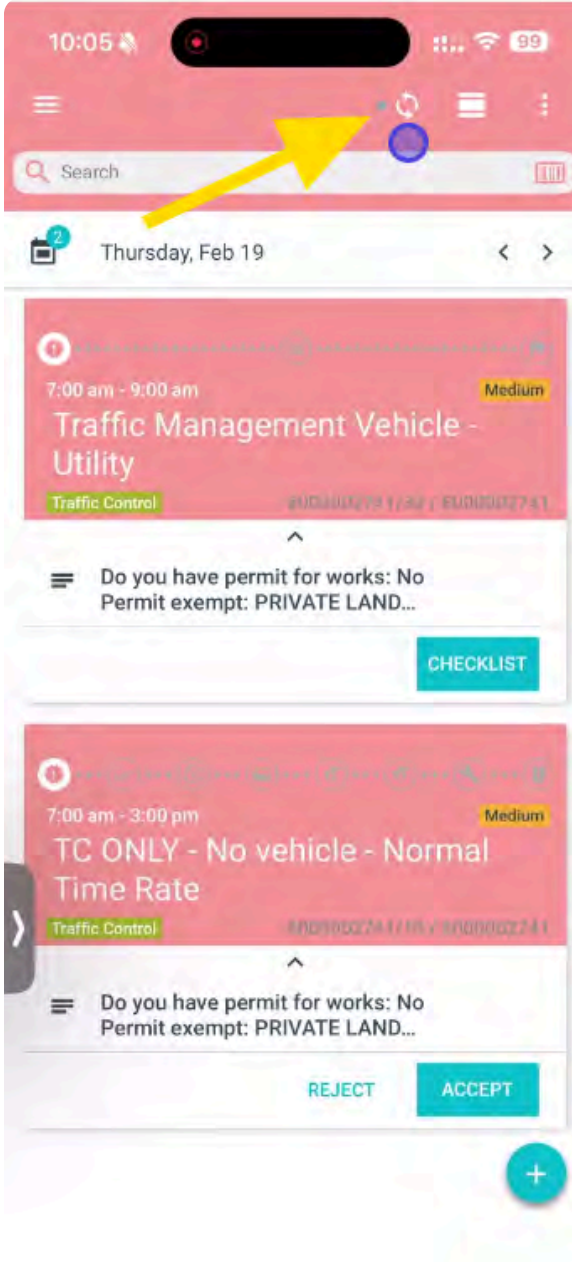 10:05
99
Search
2
Thursday, Feb 19
7:00 am - 9:00 am
Medium
Traffic Management Vehicle -
Utility
Traffic Control
Do you have permit for works: No
Permit exempt: PRIVATE LAND...
CHECKLIST
7:00 am - 3:00 pm
Medium
TC ONLY - No vehicle - Normal
Time Rate
Traffic Control
Do you have permit for works: No
Permit exempt: PRIVATE LAND...
REJECT
ACCEPT